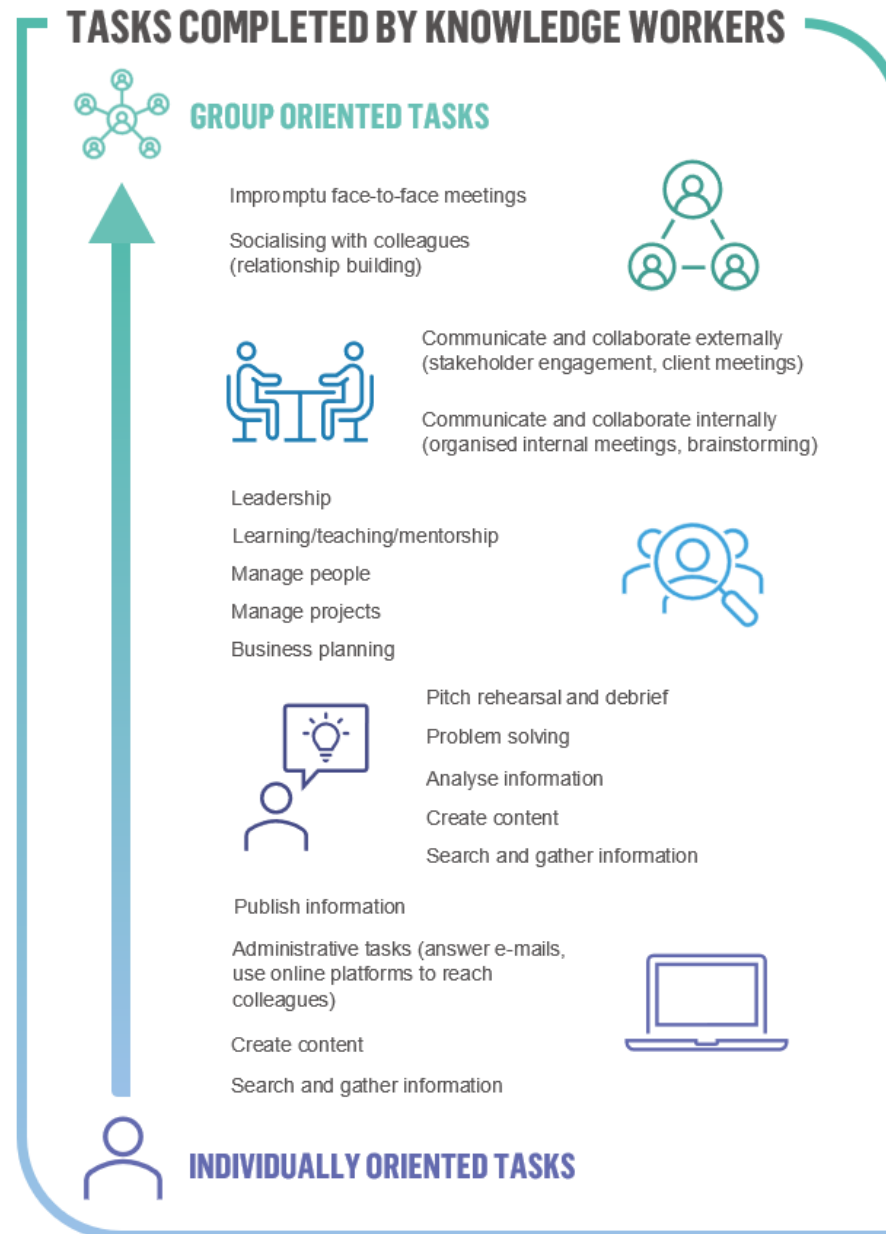 TASKS COMPLETED BY KNOWLEDGE WORKERS
GROUP ORIENTED TASKS
Impromptu face-to-face meetings
Socialising with colleagues
(relationship building)
Communicate and collaborate externally
(stakeholder engagement, client meetings)
Communicate and collaborate internally
(organised internal meetings, brainstorming)
Leadership
Learning/teaching/mentorship
Manage people
Manage projects
Business planning
Pitch rehearsal and debrief
Problem solving
Analyse information
Create content
Search and gather information
Publish information
Administrative tasks (answer e-mails,
use online platforms to reach
colleagues)
Create content
Search and gather information
INDIVIDUALLY ORIENTED TASKS